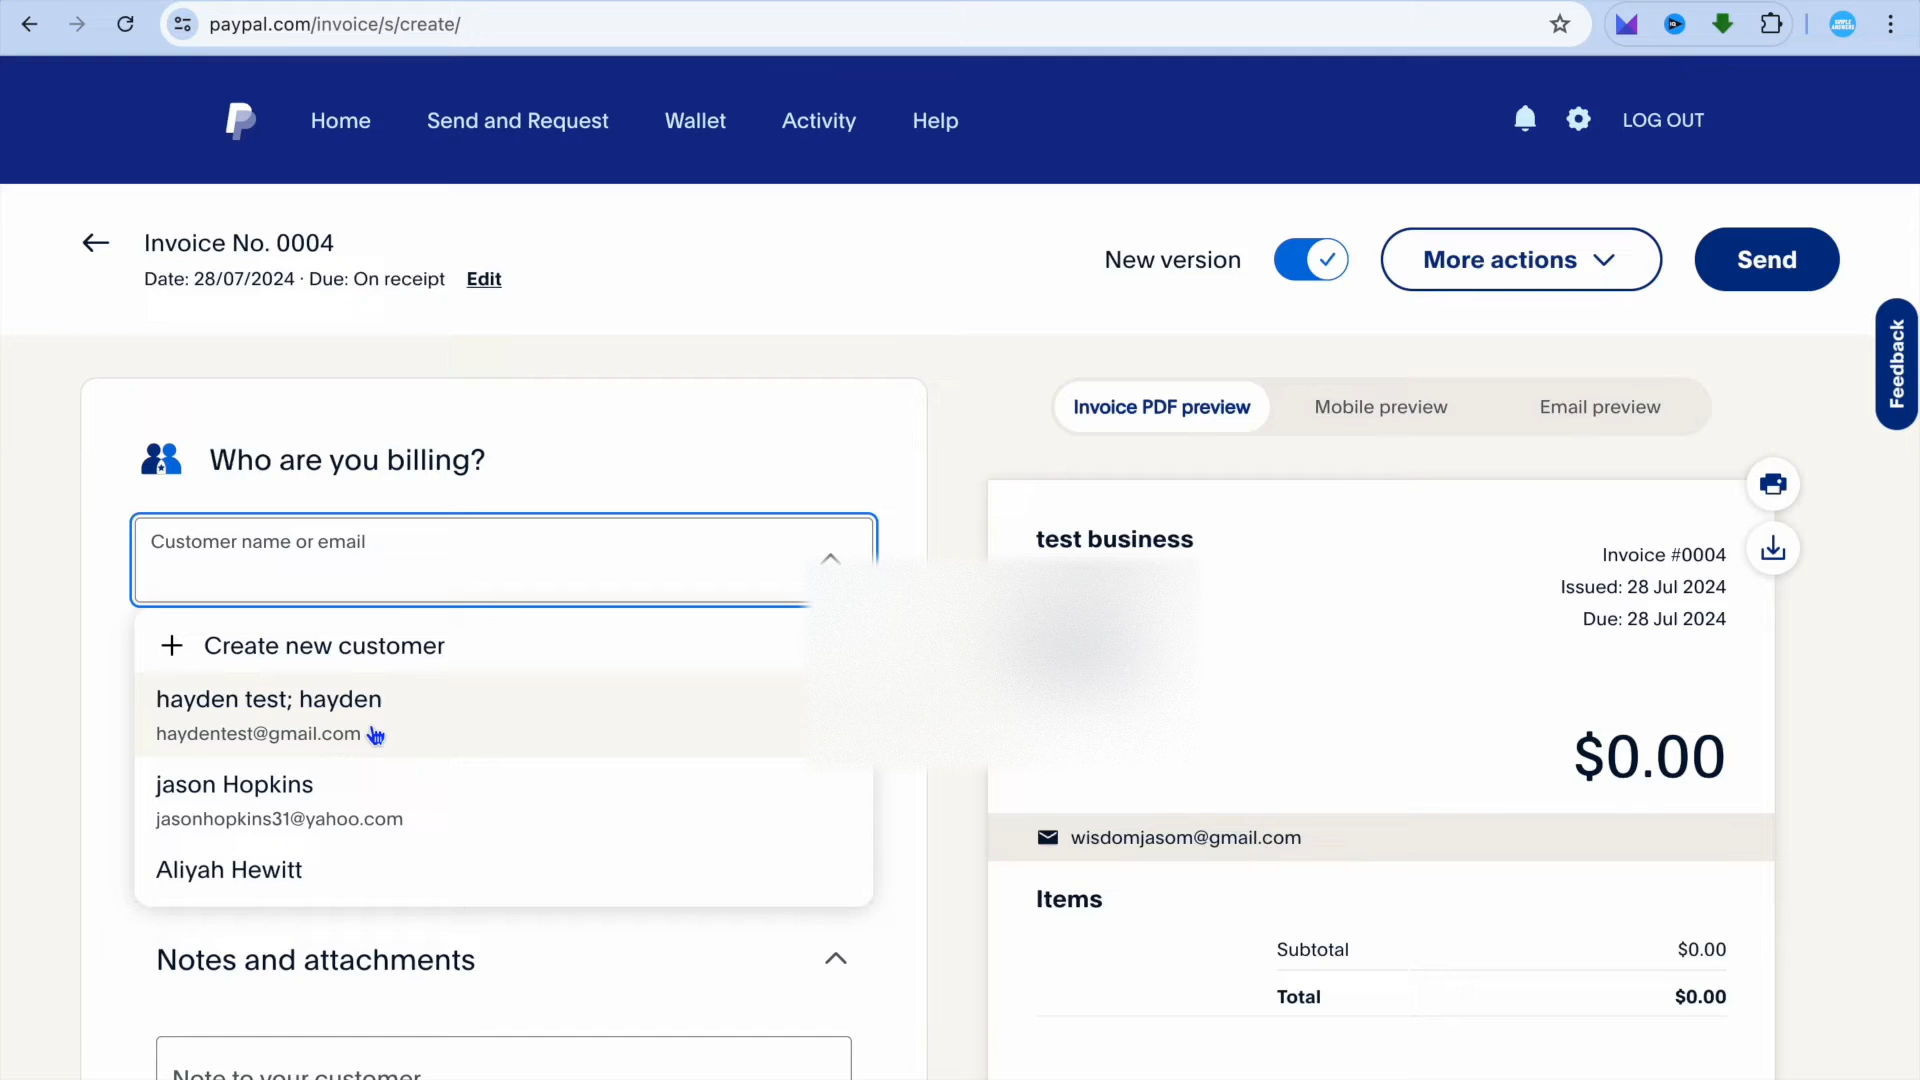 paypal.com/invoice/s/create/
Home
Send and Request
Wallet
Activity
Help
LOG OUT
Invoice No. 0004
Date: 28/07/2024 · Due: On receipt
Edit
New version
More actions
Send
Feedback
Who are you billing?
Customer name or email
Create new customer
hayden test; hayden
haydentest@gmail.com
jason Hopkins
jasonhopkins31@yahoo.com
Aliyah Hewitt
Notes and attachments
Note to your customer
Invoice PDF preview
Mobile preview
Email preview
test business
Invoice #0004
Issued: 28 Jul 2024
Due: 28 Jul 2024
$0.00
wisdomjasom@gmail.com
Items
Subtotal
$0.00
Total
$0.00